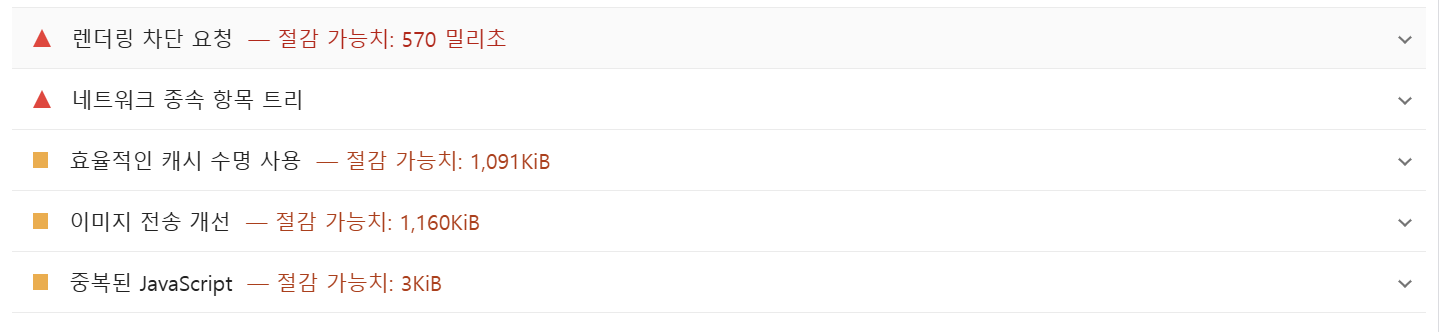 렌더링 차단 요청 — 절감 가능치: 570 밀리초
네트워크 종속 항목 트리
효율적인 캐시 수명 사용 — 절감 가능치: 1,091KiB
이미지 전송 개선 — 절감 가능치: 1,160KiB
중복된 JavaScript — 절감 가능치: 3KiB